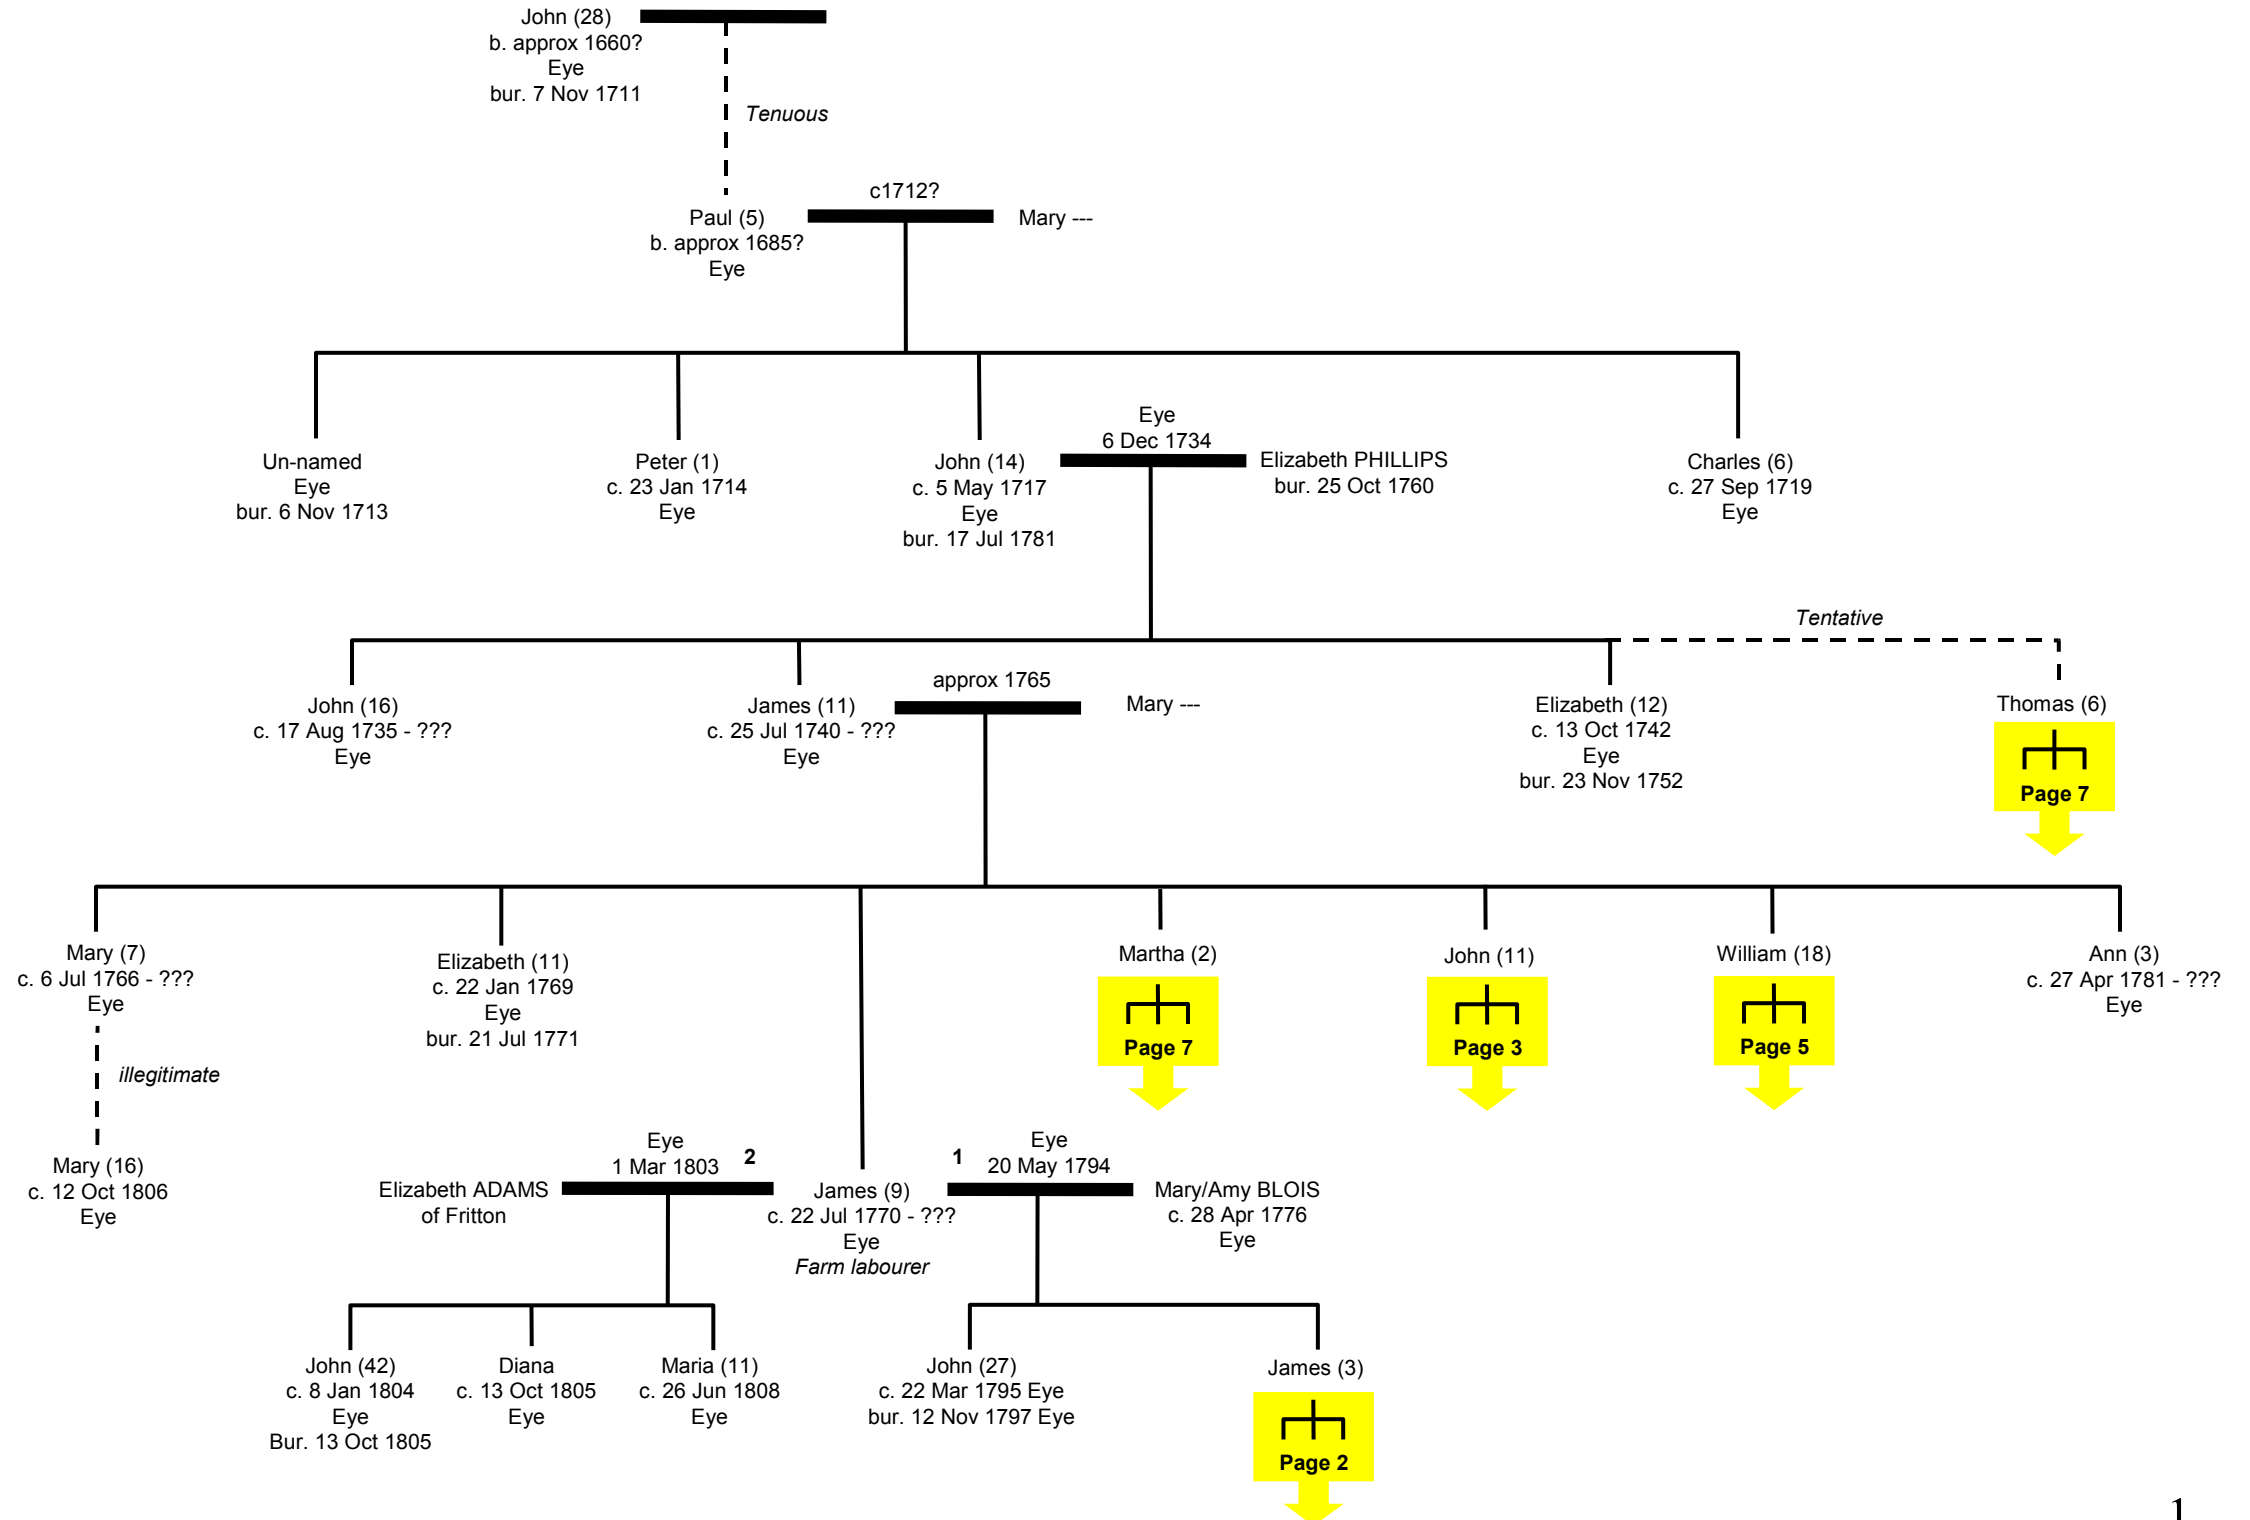 John (28)
b. approx 1660?
Eye
bur. 7 Nov 1711
Tenuous
c1712?
Paul (5)
b. approx 1685?
Eye
Mary ---
Un-named
Eye
bur. 6 Nov 1713
Peter (1)
c. 23 Jan 1714
Eye
John (14)
c. 5 May 1717
Eye
bur. 17 Jul 1781
Eye
6 Dec 1734
Elizabeth PHILLIPS
bur. 25 Oct 1760
Charles (6)
c. 27 Sep 1719
Eye
Tentative
John (16)
c. 17 Aug 1735 - ???
Eye
James (11)
c. 25 Jul 1740 - ???
Eye
approx 1765
Mary ---
Elizabeth (12)
c. 13 Oct 1742
Eye
bur. 23 Nov 1752
Thomas (6)
Page 7
Mary (7)
c. 6 Jul 1766 - ???
Eye
illegitimate
Mary (16)
c. 12 Oct 1806
Eye
Elizabeth (11)
c. 22 Jan 1769
Eye
bur. 21 Jul 1771
Martha (2)
Page 7
John (11)
Page 3
William (18)
Page 5
Ann (3)
c. 27 Apr 1781 - ???
Eye
Elizabeth ADAMS
of Fritton
Eye
1 Mar 1803
2
James (9)
c. 22 Jul 1770 - ???
Eye
Farm labourer
1
Eye
20 May 1794
Mary/Amy BLOIS
c. 28 Apr 1776
Eye
John (42)
c. 8 Jan 1804
Eye
Bur. 13 Oct 1805
Diana
c. 13 Oct 1805
Eye
Maria (11)
c. 26 Jun 1808
Eye
John (27)
c. 22 Mar 1795 Eye
bur. 12 Nov 1797 Eye
James (3)
Page 2
1